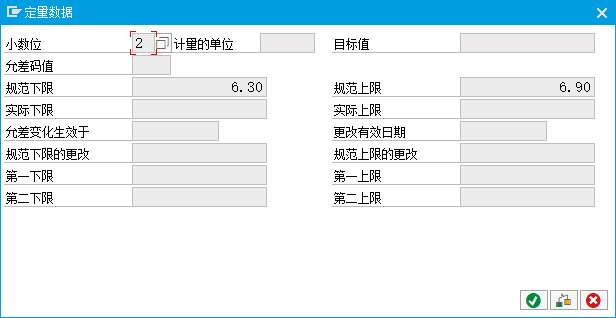 定量数据
小数位 2 计量的单位 目标值
允差码值
规范下限 6.30 规范上限 6.90
实际下限 实际上限
允差变化生效于 更改有效日期
规范下限的更改 规范上限的更改
第一下限 第一上限
第二下限 第二上限